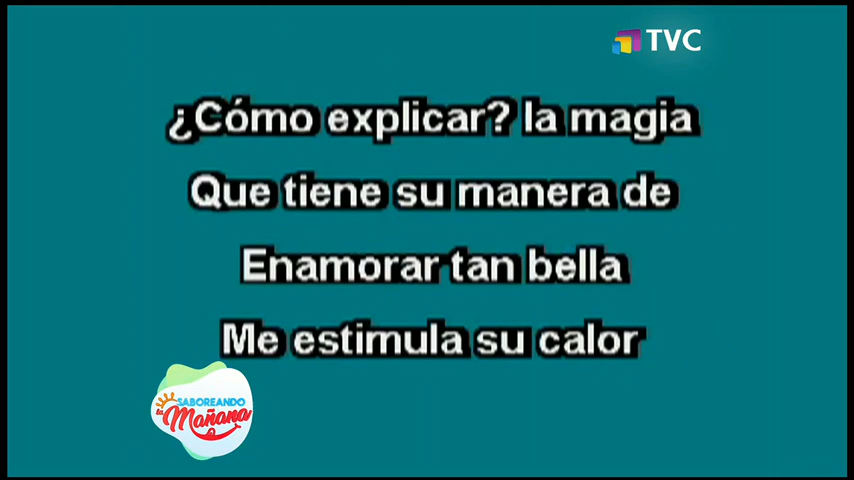 TVC
¿Cómo explicar? la magia
Que tiene su manera de
Enamorar tan bella
Me estimula su calor
SABOREANDO
la Mañana